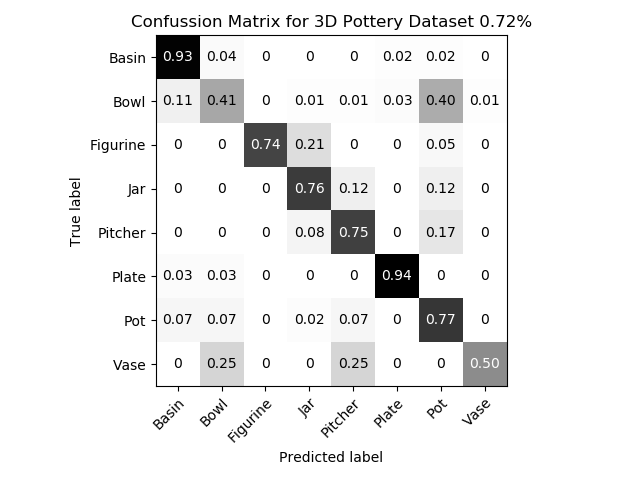 Confussion Matrix for 3D Pottery Dataset 0.72%
True label
Basin 0.93 0.04 0 0 0 0.02 0.02 0
Bowl 0.11 0.41 0 0.01 0.01 0.03 0.40 0.01
Figurine 0 0 0.74 0.21 0 0 0.05 0
Jar 0 0 0 0.76 0.12 0 0.12 0
Pitcher 0 0 0 0.08 0.75 0 0.17 0
Plate 0.03 0.03 0 0 0 0.94 0 0
Pot 0.07 0.07 0 0.02 0.07 0 0.77 0
Vase 0 0.25 0 0 0.25 0 0 0.50
Basin Bowl Figurine Jar Pitcher Plate Pot Vase
Predicted label